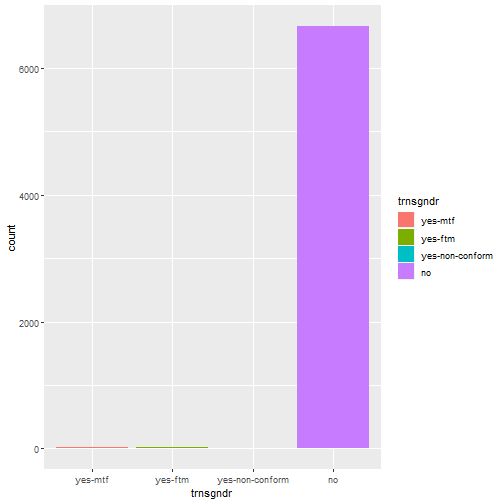 6000
4000
2000
0
count
yes-mtf
yes-ftm
yes-non-conform
no
trnsgndr
trnsgndr
yes-mtf
yes-ftm
yes-non-conform
no